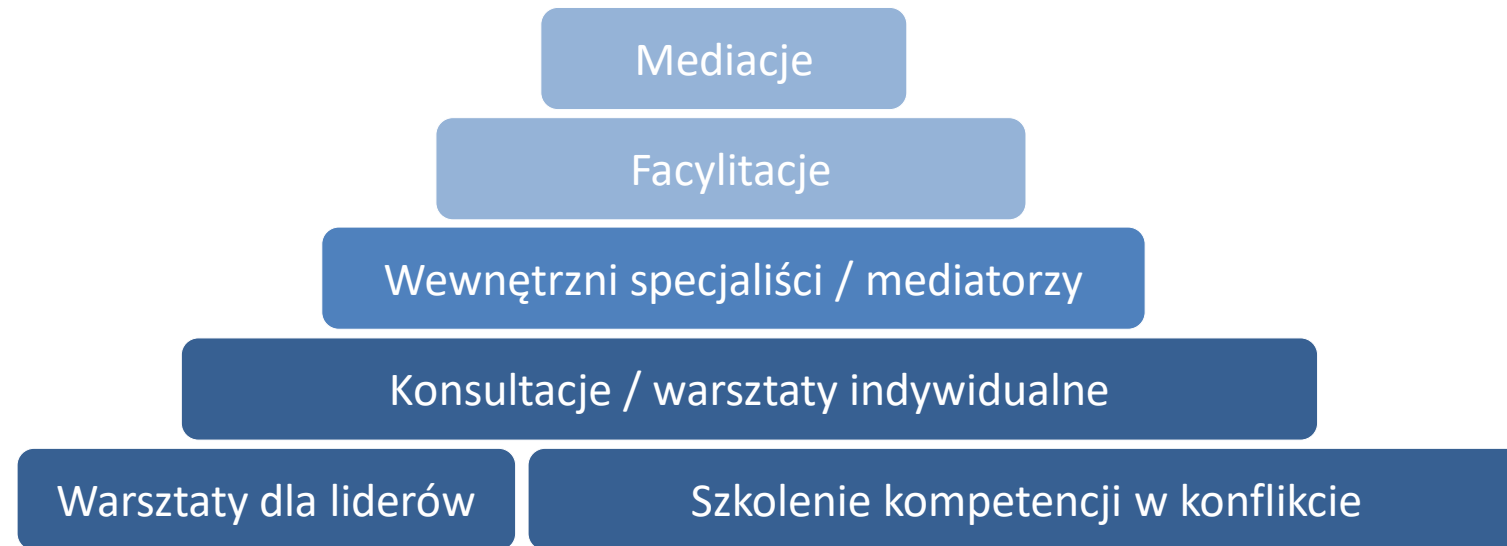 Mediacje
Facylitacje
Wewnętrzni specjaliści / mediatorzy
Konsultacje / warsztaty indywidualne
Warsztaty dla liderów
Szkolenie kompetencji w konflikcie